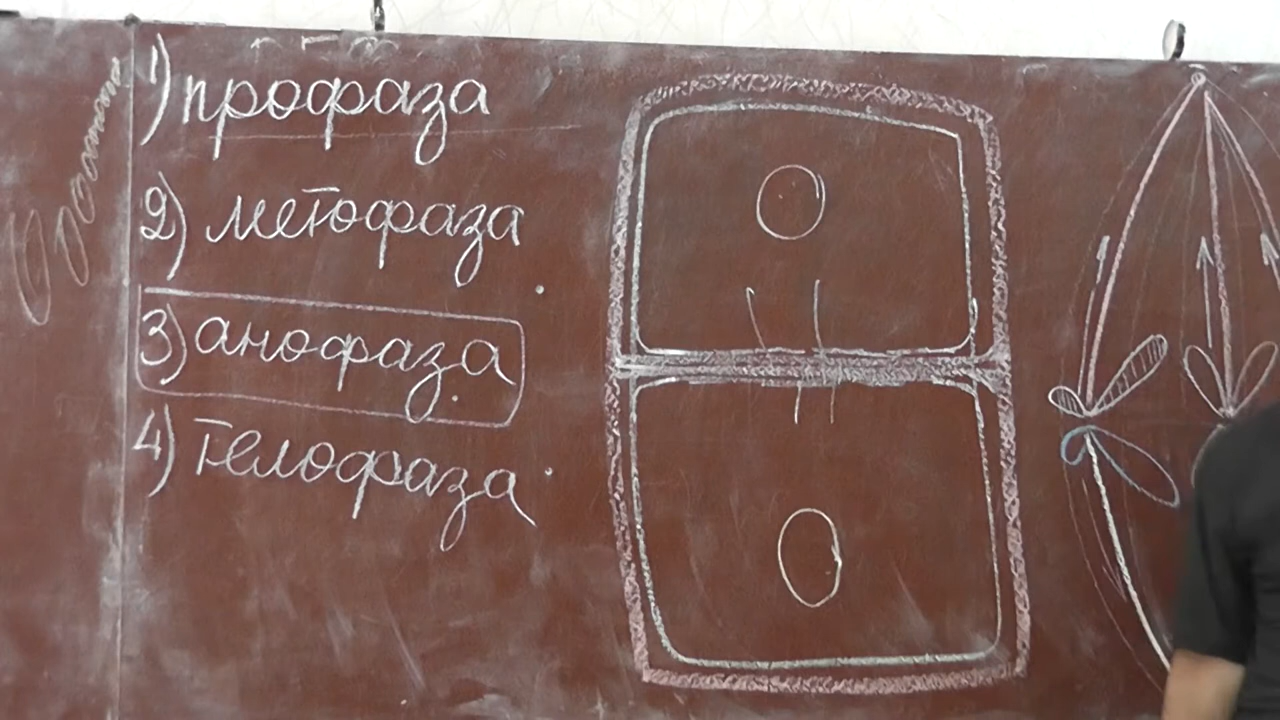 1) профаза
2) метофаза
3) анофаза
4) телофаза